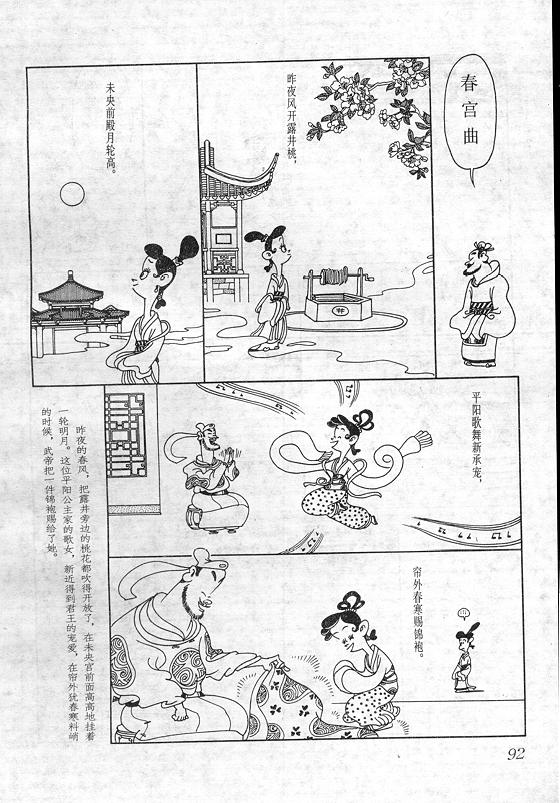 春宫曲
昨夜风开露井桃，
未央前殿月轮高。
平阳歌舞新承宠，
帘外春寒赐锦袍。
昨夜的春风，把露井旁边的桃花都吹得开放了，在未央宫前面高高地挂着
一轮明月。这位平阳公主家的歌女，新近得到君王的宠爱，在帘外犹春寒料峭
的时候，武帝把一件锦袍赐给了她。
92